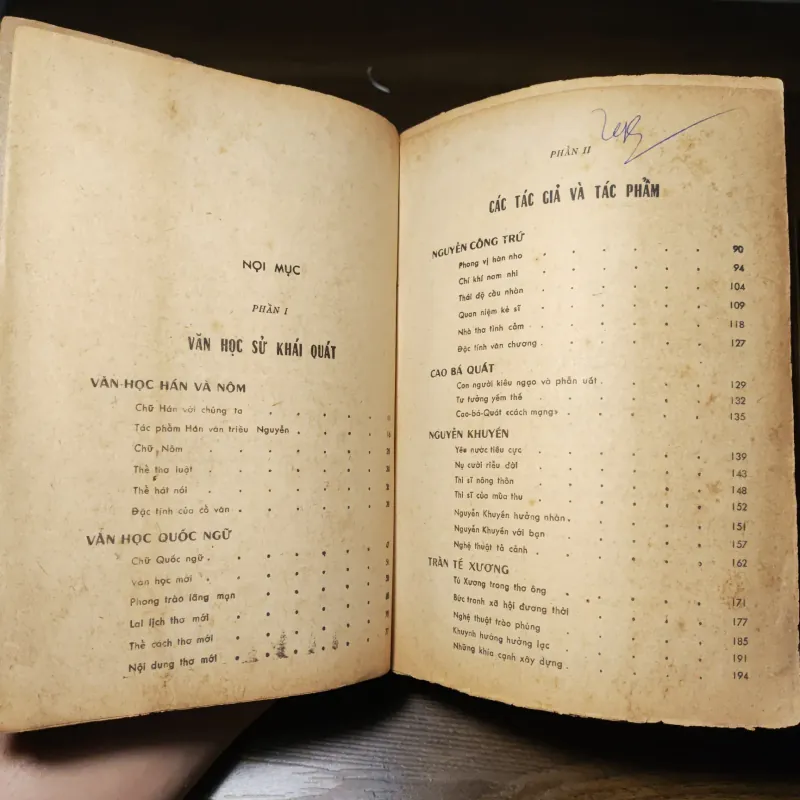 NỘI MỤC
PHẦN I
VĂN HỌC SỬ KHÁI QUÁT
VĂN-HỌC HÁN VÀ NÔM
Chữ Hán với chúng ta
Tác phẩm Hán văn triệu Nguyễn
Chữ Nôm
Thể thơ luật
Thể hát nói
Đặc tính của cổ văn
VĂN HỌC QUỐC NGỮ
Chữ Quốc ngữ
Văn học mới
Phong trào lãng mạn
Lai lịch thơ mới
Thể cách thơ mới
Nội dung thơ mới
PHẦN II
CÁC TÁC GIẢ VÀ TÁC PHẨM
NGUYỄN CÔNG TRỨ
Phong vị hàn nho 90
Chí khí nam nhi 94
Thái độ cầu nhàn 104
Quan niệm kẻ sĩ 109
Nhà thơ tình cảm 118
Đặc tính văn chương 127
CAO BÁ QUÁT
Con người kiêu ngạo và phẫn uất 129
Tư tưởng yếm thế 132
Cao-bá-Quát «cách mạng» 135
NGUYỄN KHUYẾN
Yêu nước tiêu cực 139
Nụ cười riễu đời 143
Thi sĩ nông thôn 148
Thi sĩ của mùa thu 152
Nguyễn Khuyến hưởng nhàn 151
Nguyễn Khuyến với bạn 157
Nghệ thuật tả cảnh 162
TRẦN TẾ XƯƠNG
Tú Xương trong thơ ông 171
Bức tranh xã hội đương thời 177
Nghệ thuật trào phúng 185
Khuynh hướng hưởng lạc 191
Những khía cạnh xây dựng 194